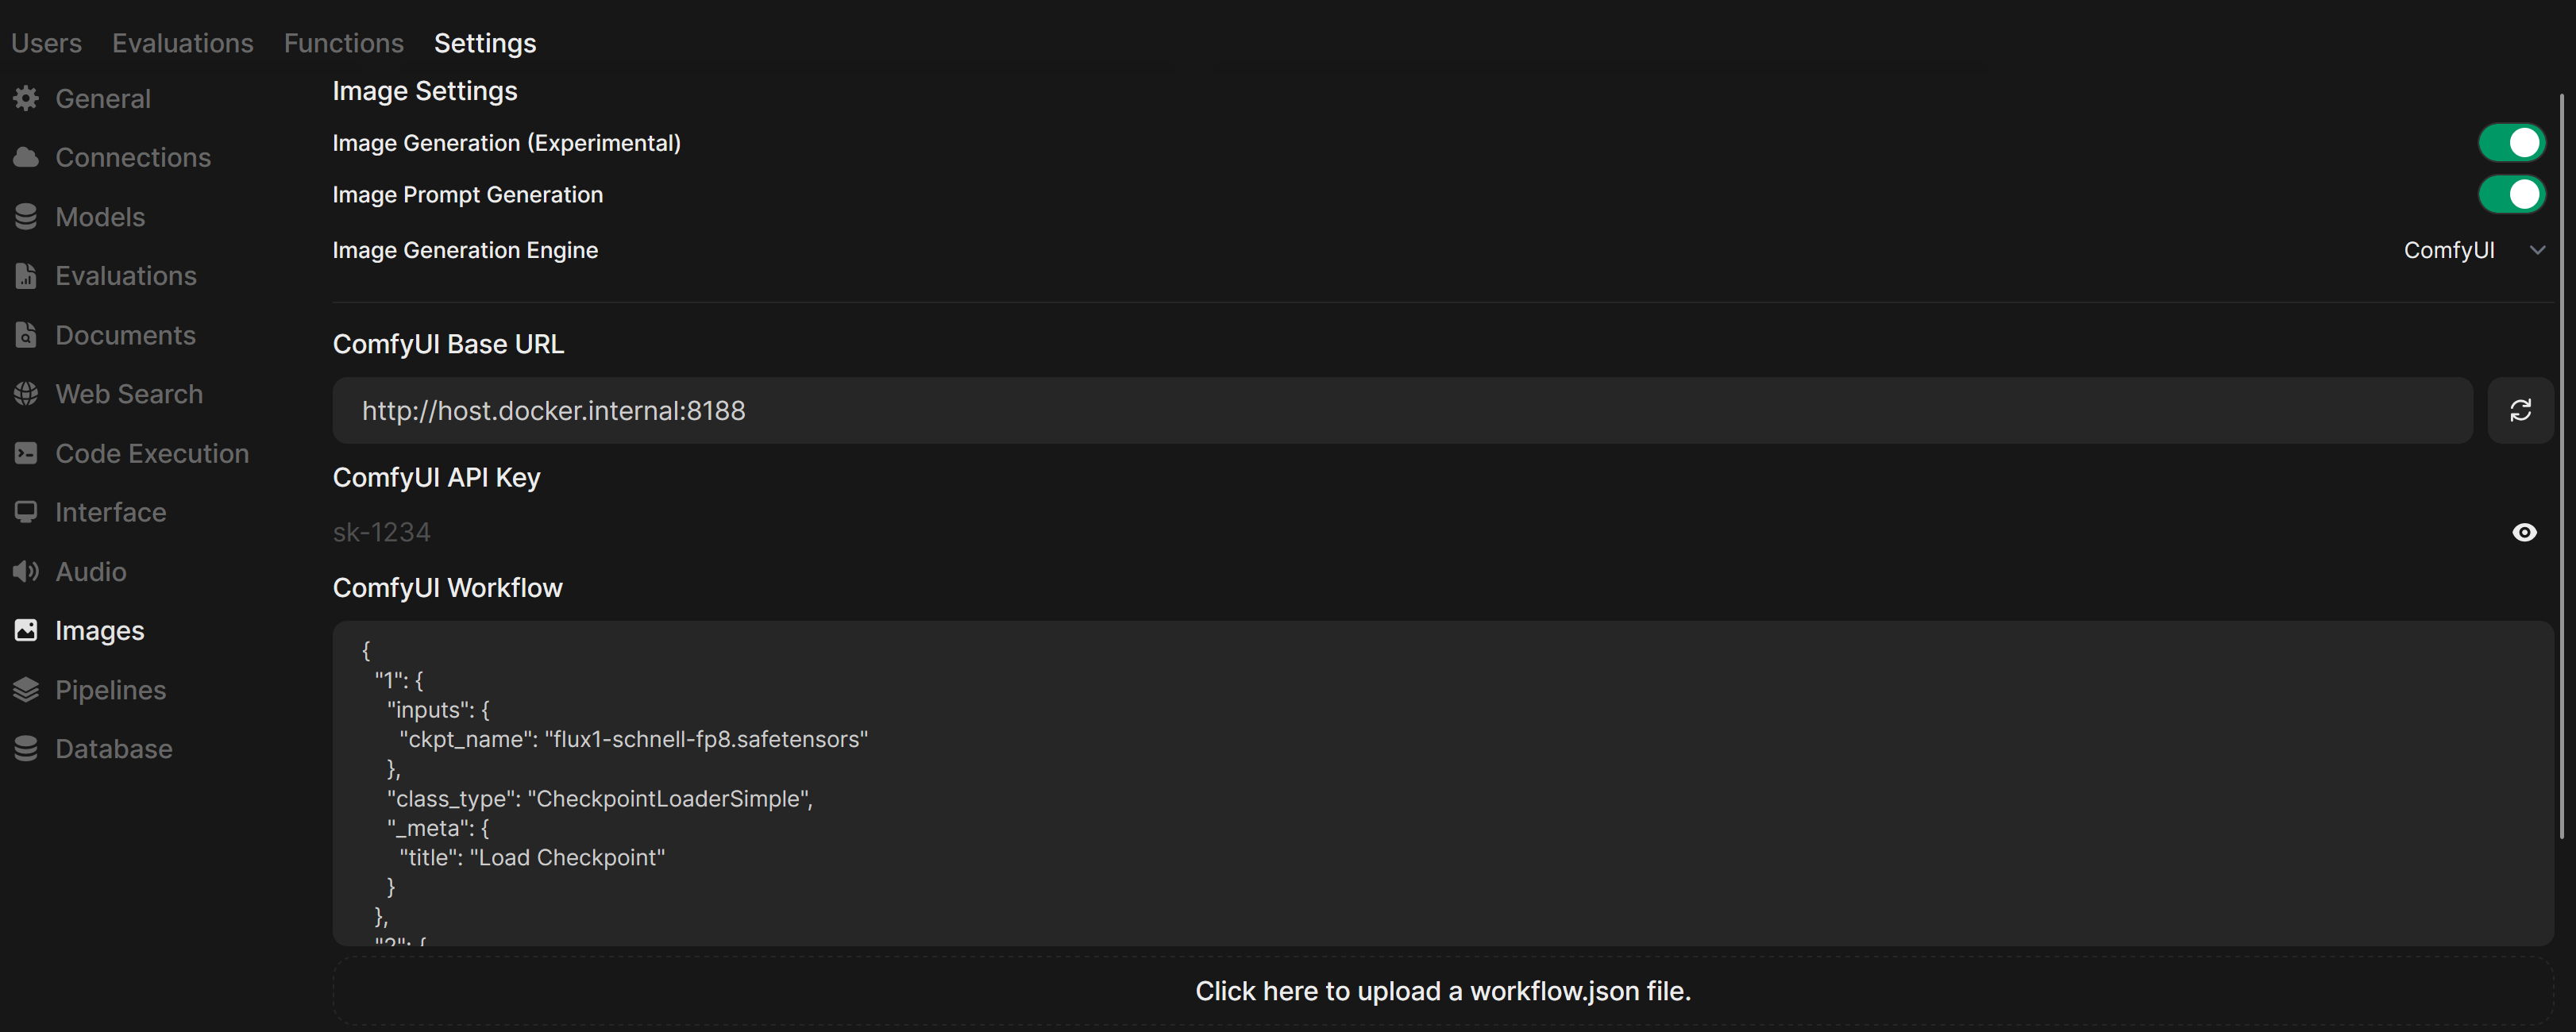 Users Evaluations Functions Settings
General
Connections
Models
Evaluations
Documents
Web Search
Code Execution
Interface
Audio
Images
Pipelines
Database
Image Settings
Image Generation (Experimental)
Image Prompt Generation
Image Generation Engine ComfyUI
ComfyUI Base URL
http://host.docker.internal:8188
ComfyUI API Key
sk-1234
ComfyUI Workflow
{
"1": {
"inputs": {
"ckpt_name": "flux1-schnell-fp8.safetensors"
},
"class_type": "CheckpointLoaderSimple",
"_meta": {
"title": "Load Checkpoint"
}
},
"2": {
Click here to upload a workflow.json file.